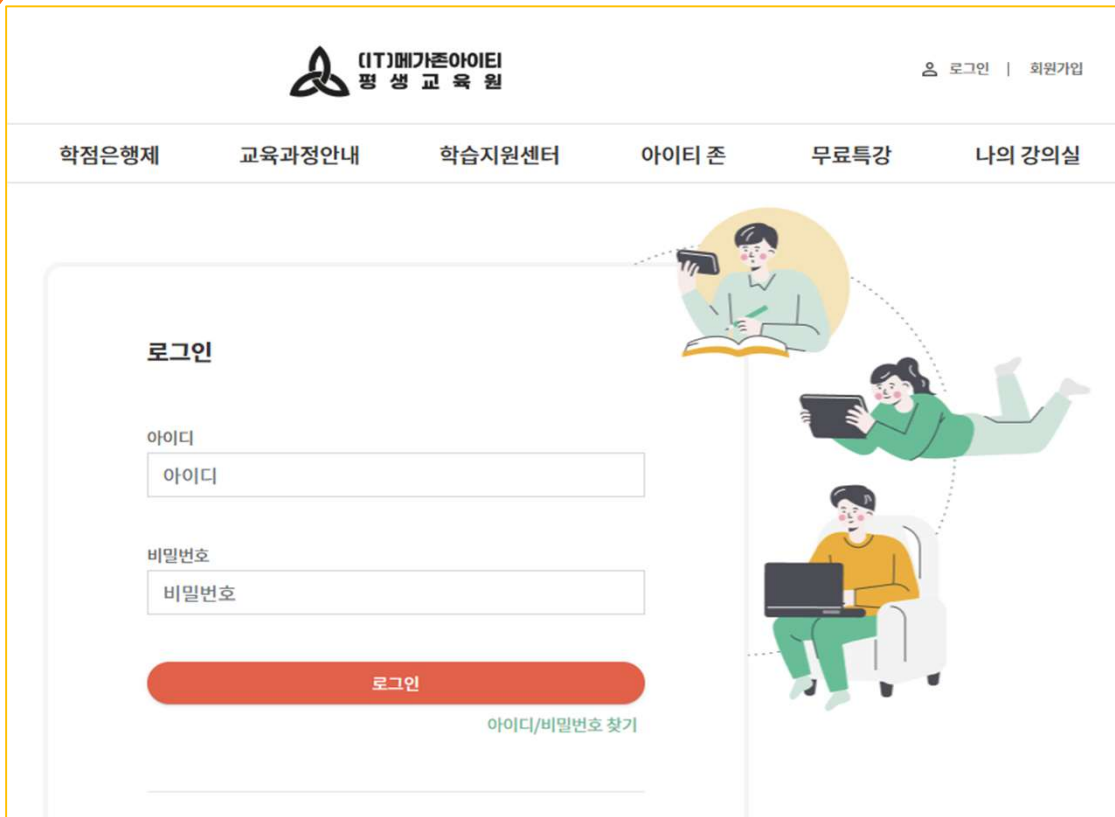 (IT)메가존아이티
평생교육원
로그인 | 회원가입
학점은행제 교육과정안내 학습지원센터 아이티 존 무료특강 나의 강의실
로그인
아이디
아이디
비밀번호
비밀번호
로그인
아이디/비밀번호 찾기